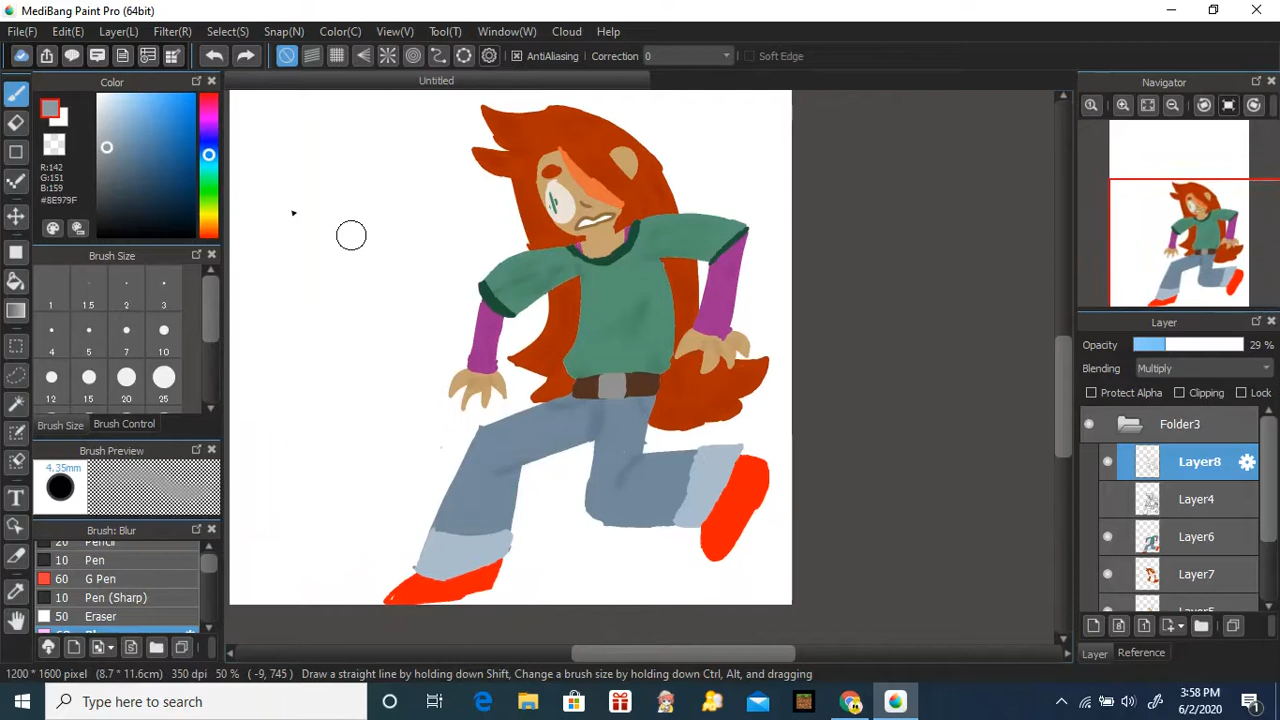 MediBang Paint Pro (64bit)
File(F) Edit(E) Layer(L) Filter(R) Select(S) Snap(N) Color(C) View(V) Tool(T) Window(W) Cloud Help
AntiAliasing Correction 0 Soft Edge
Untitled
Color
R:142
G:151
B:159
#8E979F
Brush Size
1 1.5 2 3
4 5 7 10
12 15 20 25
Brush Size Brush Control
Brush Preview
4.35mm
Brush: Blur
20 Pencil
10 Pen
60 G Pen
10 Pen (Sharp)
50 Eraser
Navigator
Layer
Opacity 29 %
Blending Multiply
Protect Alpha Clipping Lock
Folder3
Layer8
Layer4
Layer6
Layer7
Layer Reference
1200 * 1600 pixel (8.7 * 11.6cm) 350 dpi 50 % ( -9, 745) Draw a straight line by holding down Shift, Change a brush size by holding down Ctrl, Alt, and dragging
Type here to search
3:58 PM
6/2/2020
1